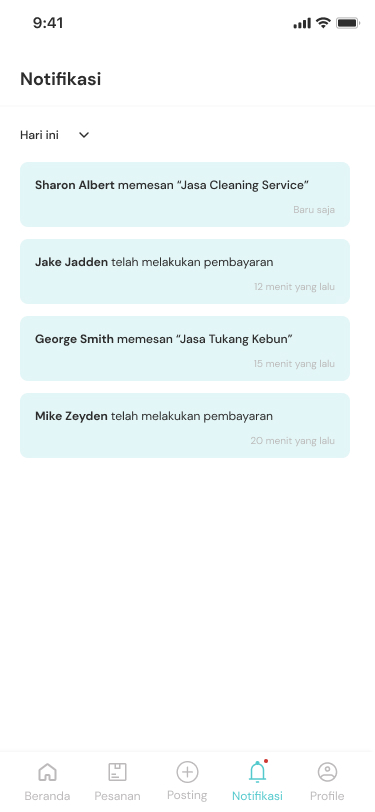 9:41
Notifikasi
Hari ini
Sharon Albert memesan “Jasa Cleaning Service”
Baru saja
Jake Jadden telah melakukan pembayaran
12 menit yang lalu
George Smith memesan “Jasa Tukang Kebun”
15 menit yang lalu
Mike Zeyden telah melakukan pembayaran
20 menit yang lalu
Beranda Pesanan Posting Notifikasi Profile